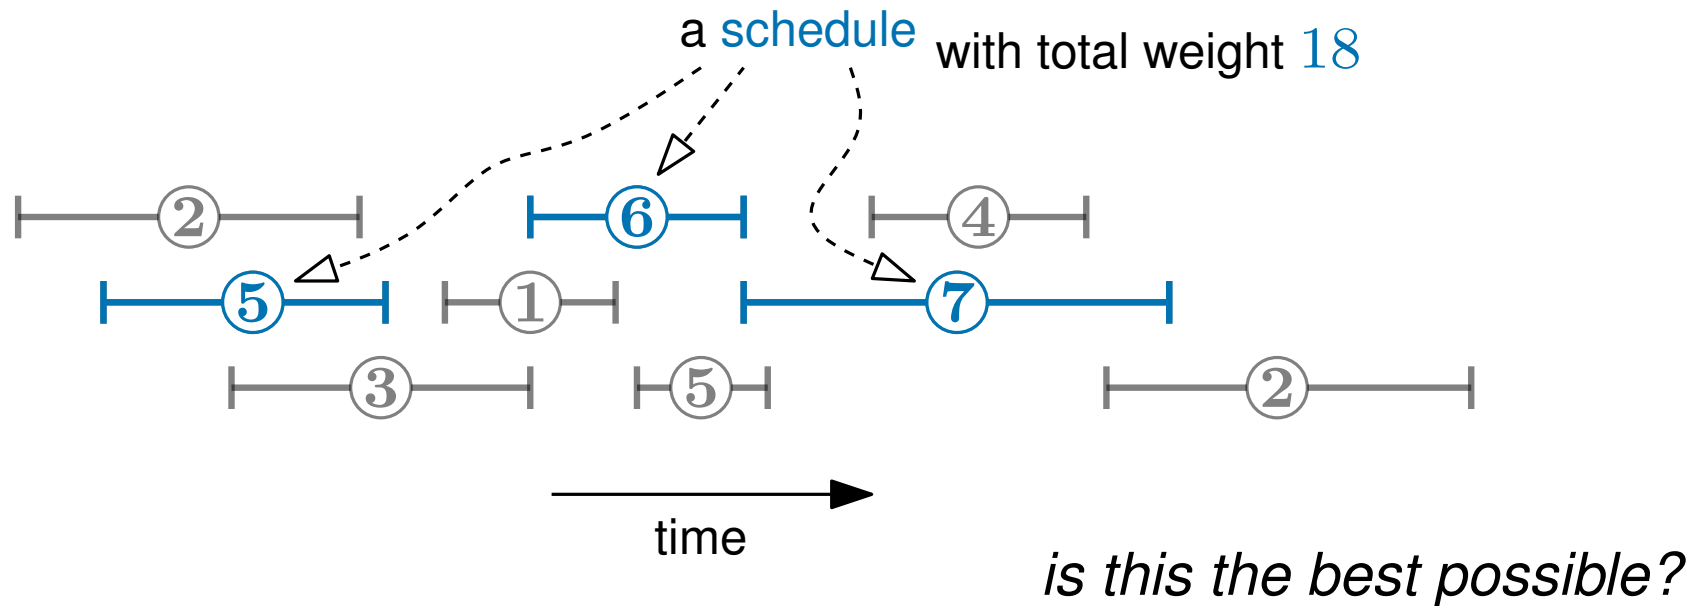 a schedule with total weight 18
2 6 4
5 1 7
3 5 2
time
is this the best possible?